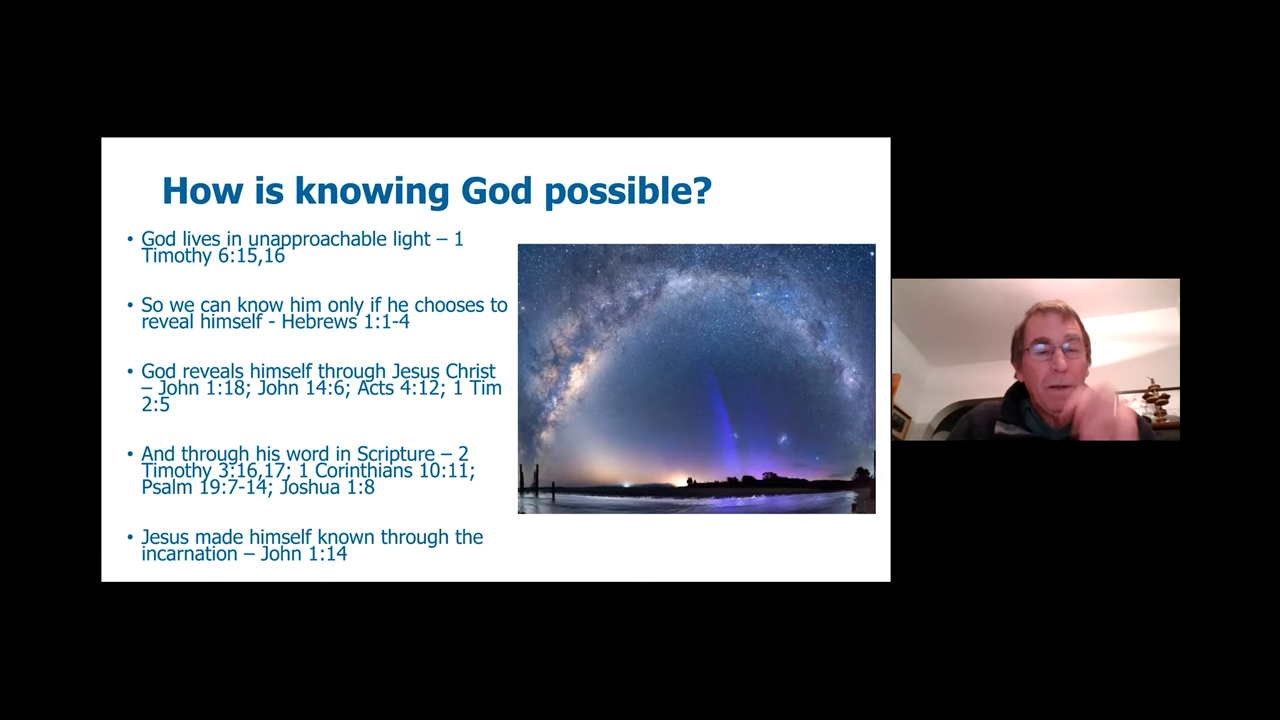 How is knowing God possible?
• God lives in unapproachable light – 1
Timothy 6:15,16
• So we can know him only if he chooses to
reveal himself - Hebrews 1:1-4
• God reveals himself through Jesus Christ
– John 1:18; John 14:6; Acts 4:12; 1 Tim
2:5
• And through his word in Scripture – 2
Timothy 3:16,17; 1 Corinthians 10:11;
Psalm 19:7-14; Joshua 1:8
• Jesus made himself known through the
incarnation – John 1:14